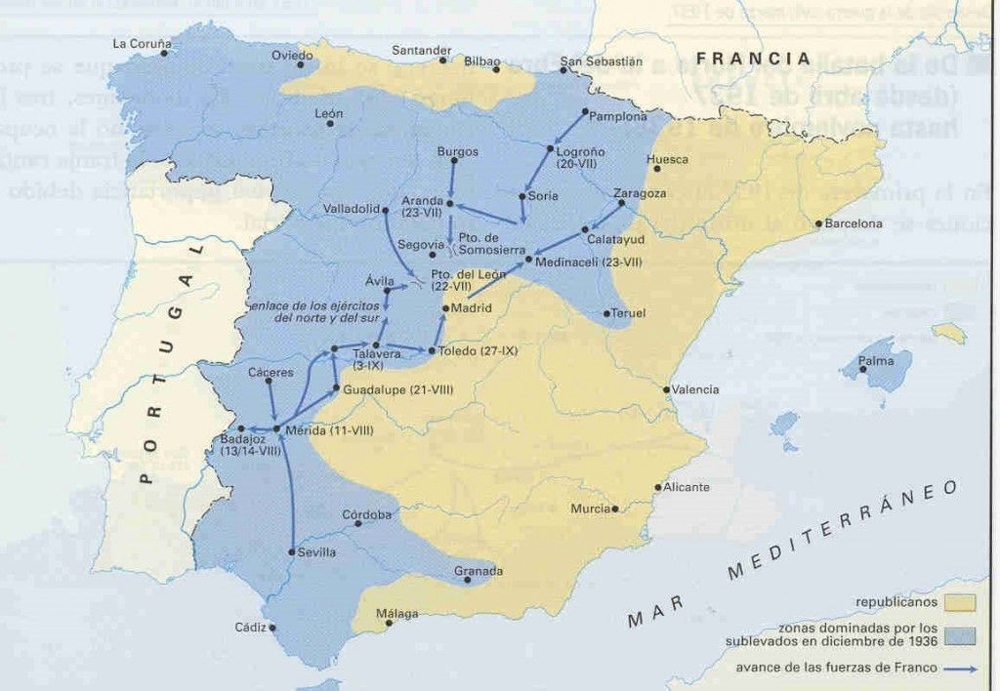 La Coruña
Oviedo
Santander
Bilbao
San Sebastián
FRANCIA
León
Pamplona
Burgos
Logroño
(20-VII)
Huesca
Valladolid
Aranda
(23-VII)
Soria
Zaragoza
Barcelona
Segovia
Pto. de
Somosierra
Calatayud
Medinaceli (23-VII)
Ávila
Pto. del León
(22-VII)
enlace de los ejércitos
del norte y del sur
Madrid
Teruel
Talavera
(3-IX)
Toledo (27-IX)
Palma
PORTUGAL
Cáceres
Guadalupe (21-VIII)
Valencia
Badajoz
(13/14-VIII)
Mérida (11-VIII)
Alicante
Murcia
Córdoba
Sevilla
Granada
MAR MEDITERRÁNEO
Cádiz
Málaga
republicanos
zonas dominadas por los
sublevados en diciembre de 1936
avance de las fuerzas de Franco